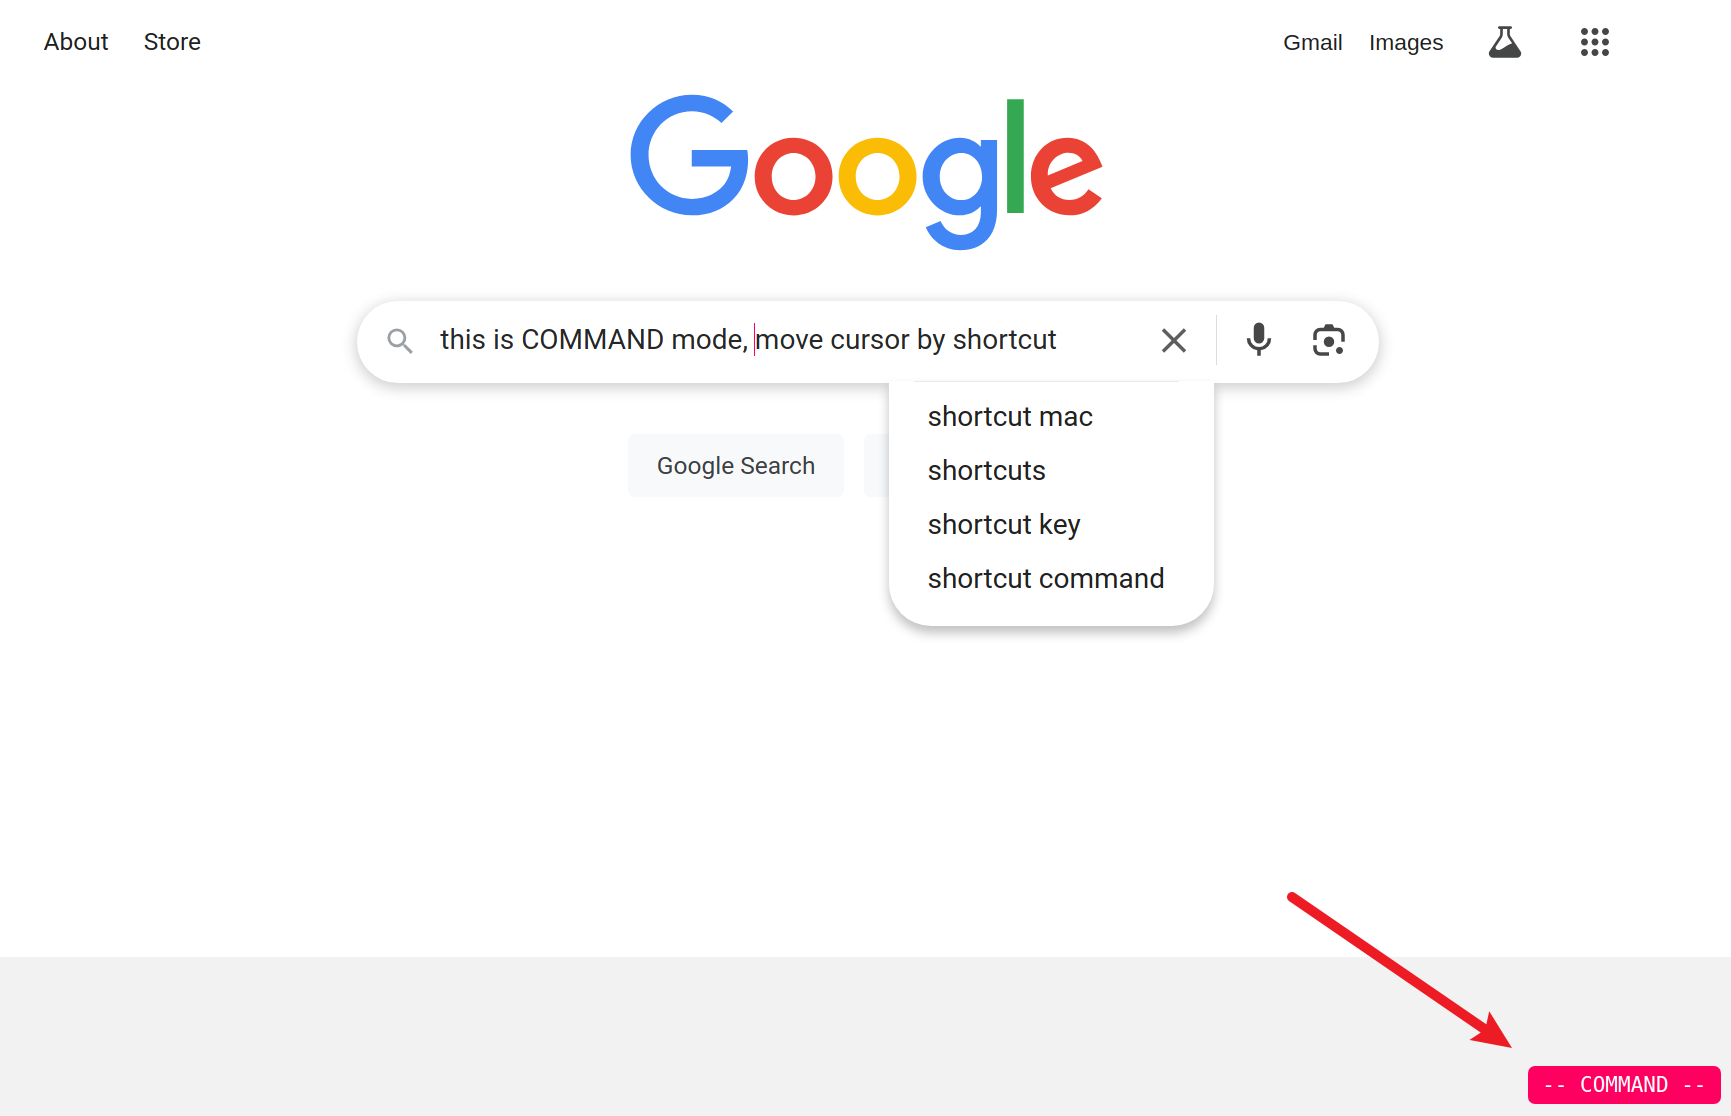 About Store Gmail Images
Google
this is COMMAND mode, move cursor by shortcut
shortcut mac
Google Search
shortcuts
shortcut key
shortcut command
-- COMMAND --